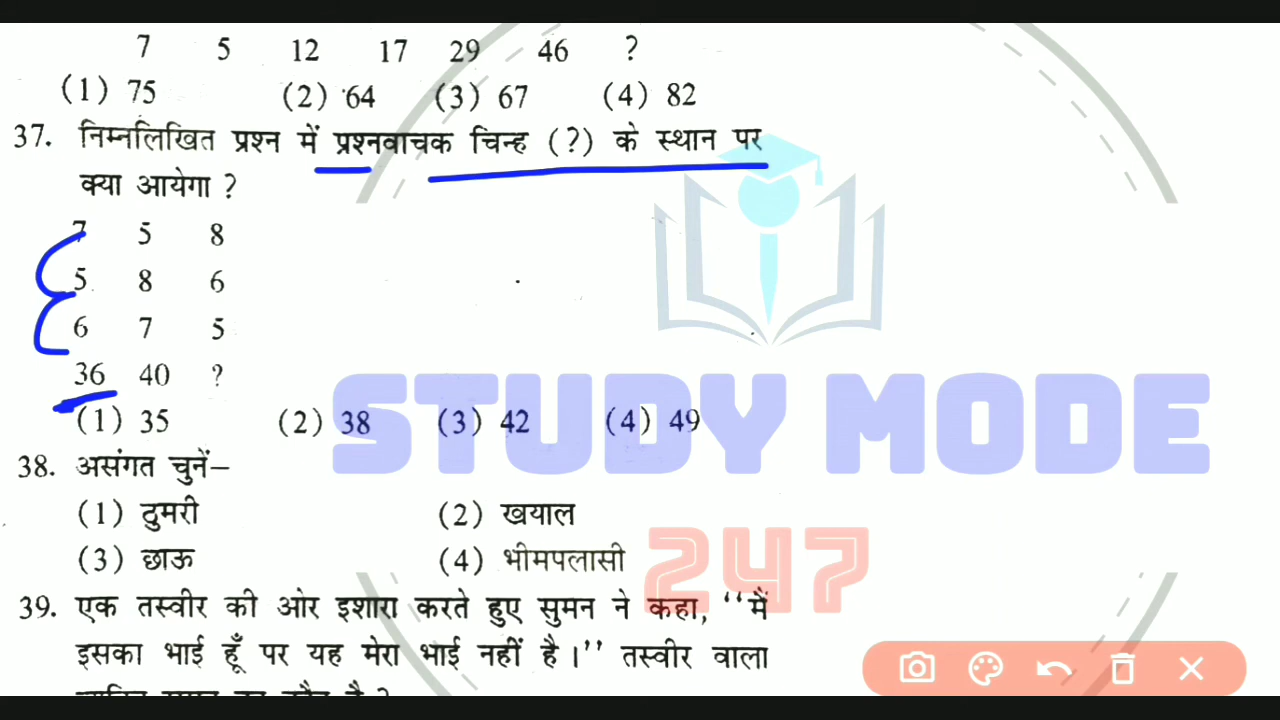 7 5 12 17 29 46 ?
(1) 75 (2) 64 (3) 67 (4) 82
37. निम्नलिखित प्रश्न में प्रश्नवाचक चिन्ह (?) के स्थान पर
क्या आयेगा ?
7 5 8
5 8 6
6 7 5
36 40 ?
(1) 35 (2) 38 (3) 42 (4) 49
STUDY MODE
38. असंगत चुनें–
(1) ठुमरी (2) खयाल
(3) छाऊ (4) भीमपलासी
247
39. एक तस्वीर की ओर इशारा करते हुए सुमन ने कहा, ‘‘मैं
इसका भाई हूँ पर यह मेरा भाई नहीं है।’’ तस्वीर वाला